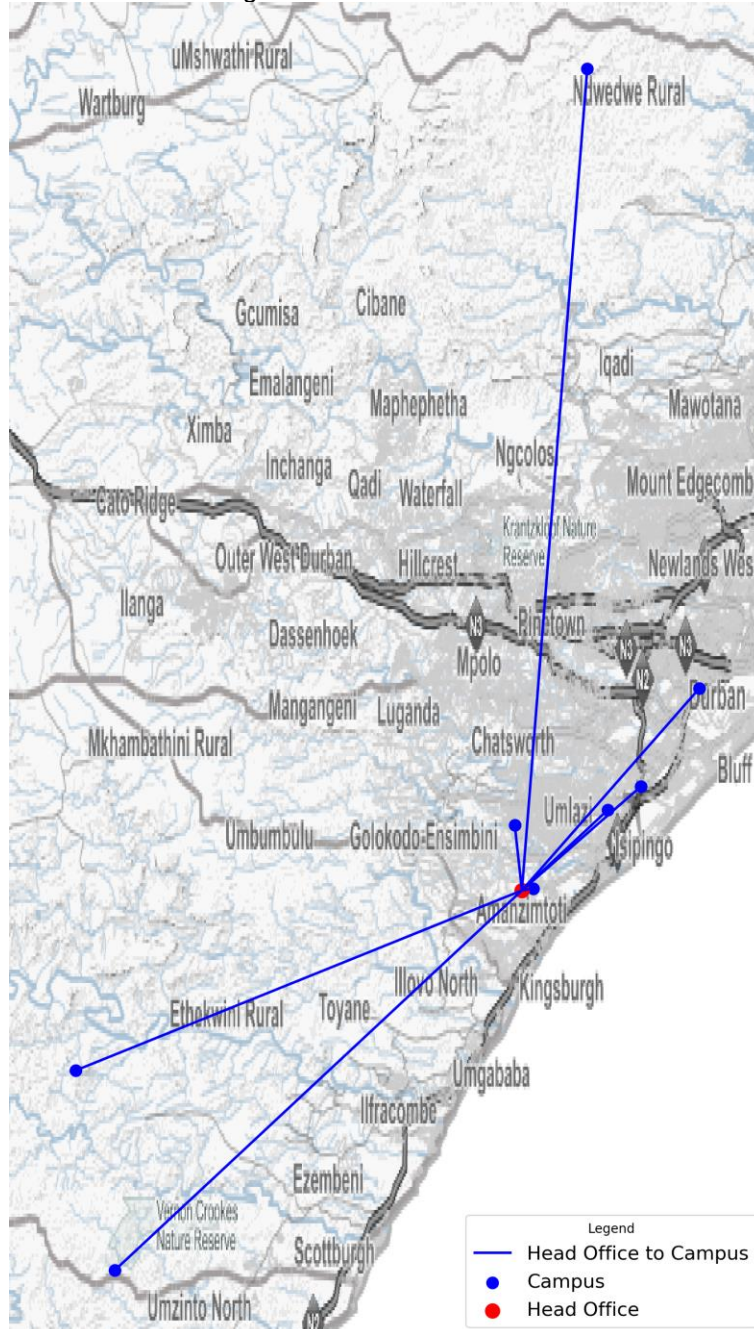 uMshwathi Rural
Ndwedwe Rural
Wartburg
Cibane
Gcumisa
Iqadi
Emalangeni
Maphephetha
Mawotana
Ximba
Ngcolos
Inchanga
Qadi
Waterfall
Mount Edgecomb
Cato Ridge
Krantzkloof Nature
Reserve
Outer West Durban
Hillcrest
Newlands Wes
Ilanga
Dassenhoek
N3
Pinetown
N3
N3
Mpolo
N2
Durban
Mangangeni
Luganda
Mkhambathini Rural
Chatsworth
Bluff
Umlazi
Umbumbulu
Golokodo-Ensimbini
Isipingo
Amanzimtoti
Illovo North
Kingsburgh
Ethekwini Rural
Toyane
Umgababa
Ilfracombe
Ezembeni
Vernon Crookes
Nature Reserve
Scottburgh
Umzinto North
N2
Legend
Head Office to Campus
Campus
Head Office